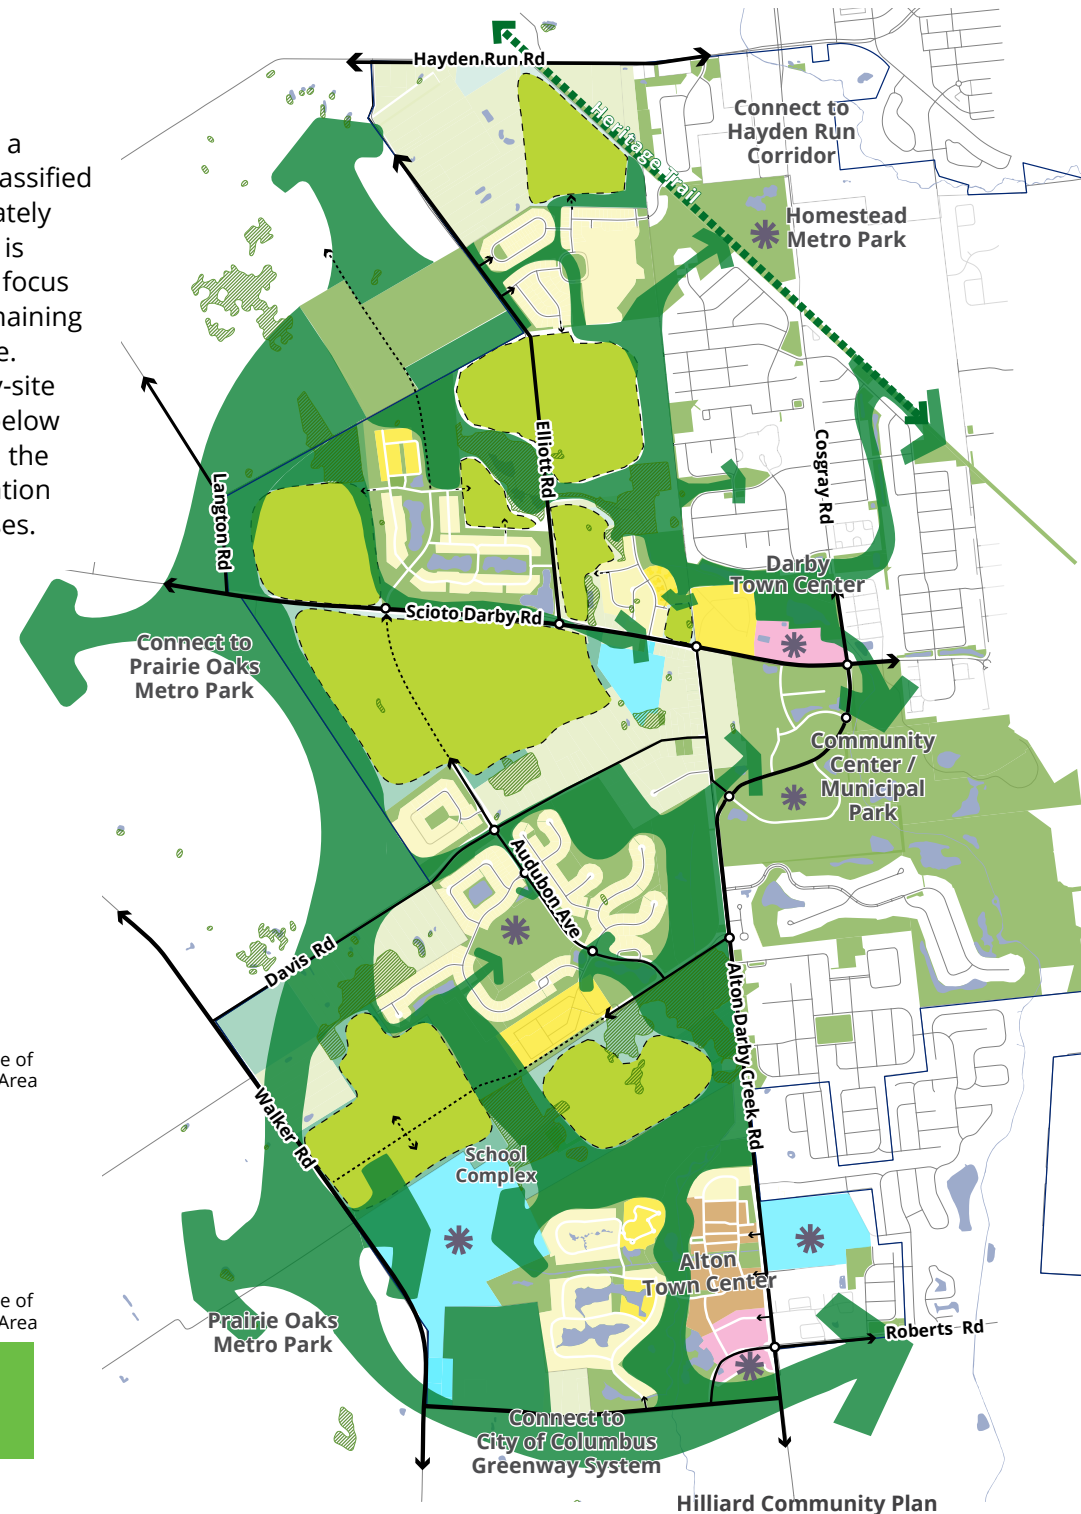 a
assified
ately
is
focus
naining
e.
y-site
elow
the
ation
ses.
e of
Area
e of
Area
Hayden Run Rd
Heritage Trail
Connect to
Hayden Run
Corridor
Homestead
Metro Park
Elliott Rd
Cosgray Rd
Langton Rd
Darby
Town Center
Scioto Darby Rd
Connect to
Prairie Oaks
Metro Park
Community
Center /
Municipal
Park
Audubon Ave
Davis Rd
Alton Darby Creek Rd
Walker Rd
School
Complex
Alton
Town Center
Prairie Oaks
Metro Park
Roberts Rd
Connect to
City of Columbus
Greenway System
Hilliard Community Plan